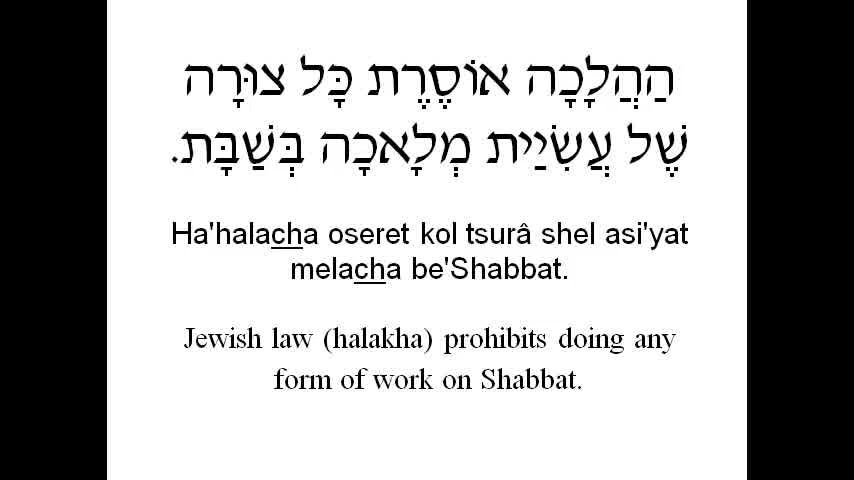 הַהֲלָכָה אוֹסֶרֶת כָּל צוּרָה
שֶׁל עֲשִׂיַית מְלָאכָה בְּשַׁבָּת.
Ha'halacha oseret kol tsurâ shel asi'yat
melacha be'Shabbat.
Jewish law (halakha) prohibits doing any
form of work on Shabbat.